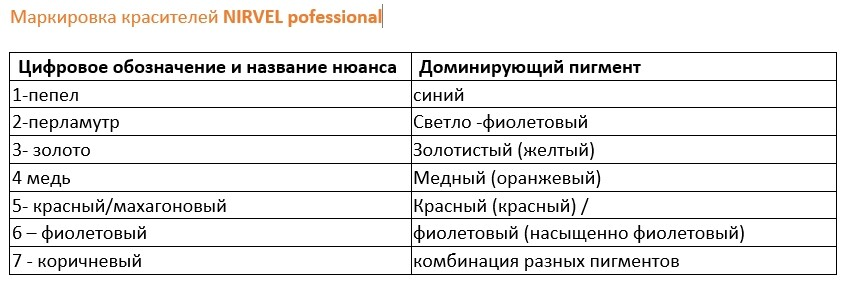 Маркировка красителей NIRVEL pofessional
Цифровое обозначение и название нюанса Доминирующий пигмент
1-пепел синий
2-перламутр Светло -фиолетовый
3- золото Золотистый (желтый)
4 медь Медный (оранжевый)
5- красный/махагоновый Красный (красный) /
6 – фиолетовый фиолетовый (насыщенно фиолетовый)
7 - коричневый комбинация разных пигментов